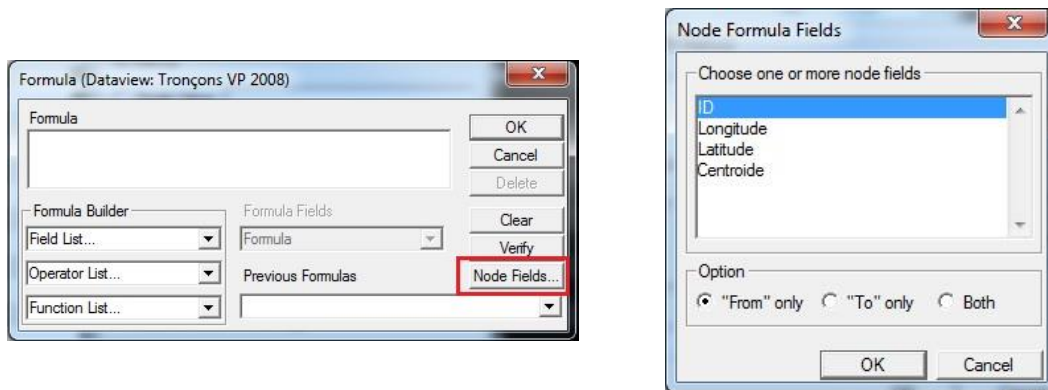 Formula (Dataview: Tronçons VP 2008)
Formula
OK
Cancel
Delete
Formula Builder
Formula Fields
Clear
Field List...
Formula
Verify
Operator List...
Previous Formulas
Node Fields...
Function List...
Node Formula Fields
Choose one or more node fields
ID
Longitude
Latitude
Centroide
Option
"From" only "To" only Both
OK Cancel